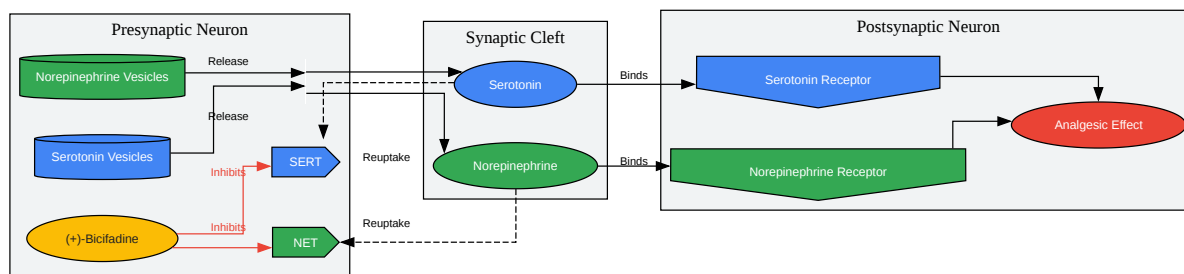 Presynaptic Neuron
Synaptic Cleft
Postsynaptic Neuron
Norepinephrine Vesicles
Release
Serotonin
Binds
Serotonin Receptor
Release
Analgesic Effect
Serotonin Vesicles
SERT
Reuptake
Norepinephrine
Binds
Norepinephrine Receptor
Inhibits
(+)-Bicifadine
Inhibits
NET
Reuptake